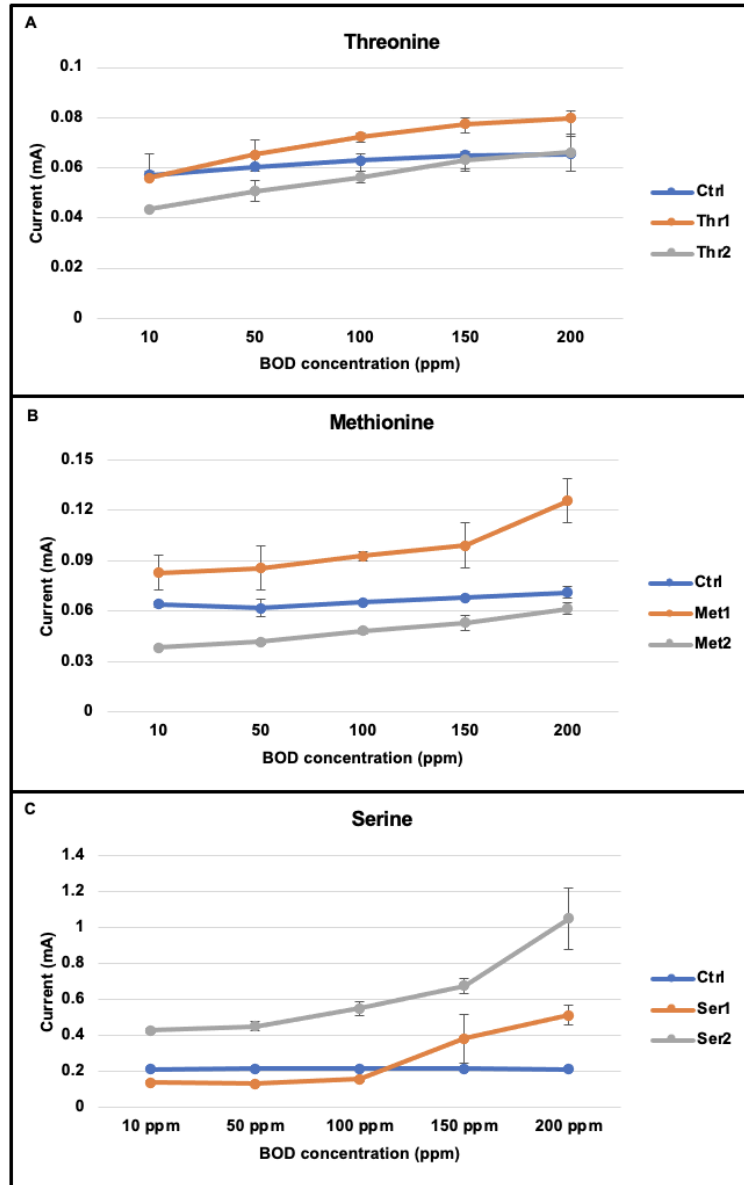 A
Threonine
0.1
0.08
0.06
0.04
0.02
0
Current (mA)
10 50 100 150 200
BOD concentration (ppm)
Ctrl
Thr1
Thr2
B
Methionine
0.15
0.12
0.09
0.06
0.03
0
Current (mA)
10 50 100 150 200
BOD concentration (ppm)
Ctrl
Met1
Met2
C
Serine
1.4
1.2
1
0.8
0.6
0.4
0.2
0
Current (mA)
10 ppm 50 ppm 100 ppm 150 ppm 200 ppm
BOD concentration (ppm)
Ctrl
Ser1
Ser2